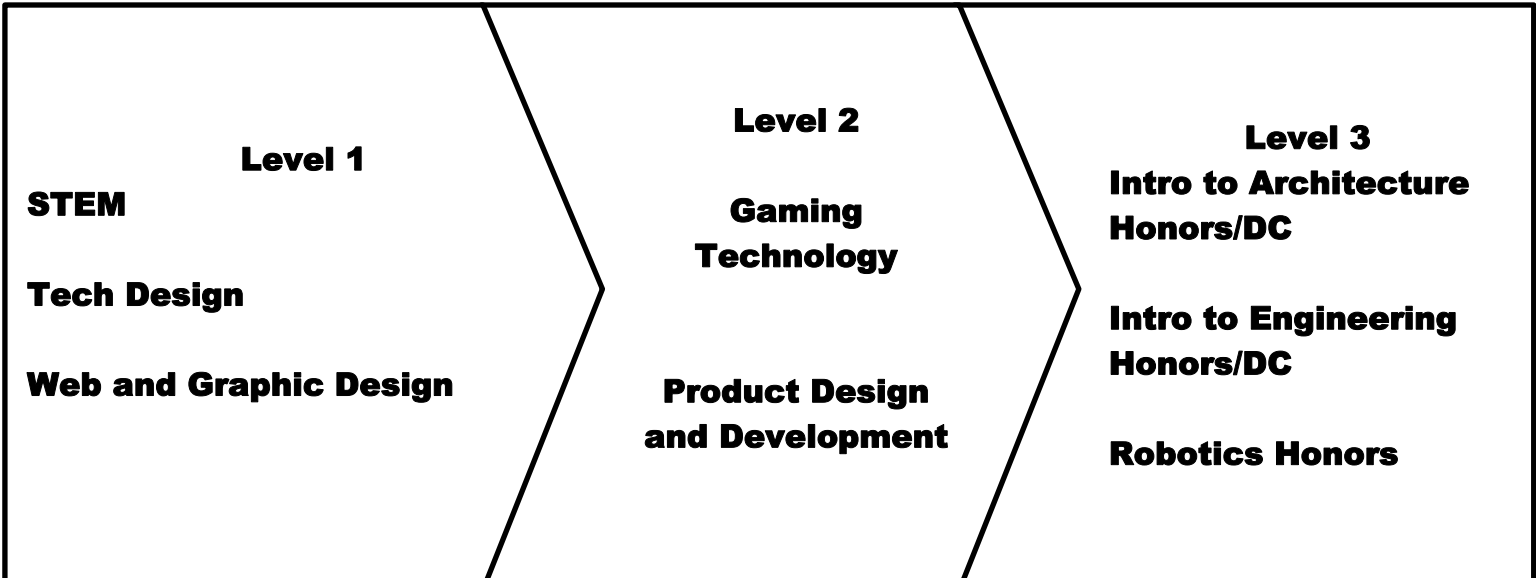 Level 1
STEM
Tech Design
Web and Graphic Design
Level 2
Gaming
Technology
Product Design
and Development
Level 3
Intro to Architecture
Honors/DC
Intro to Engineering
Honors/DC
Robotics Honors